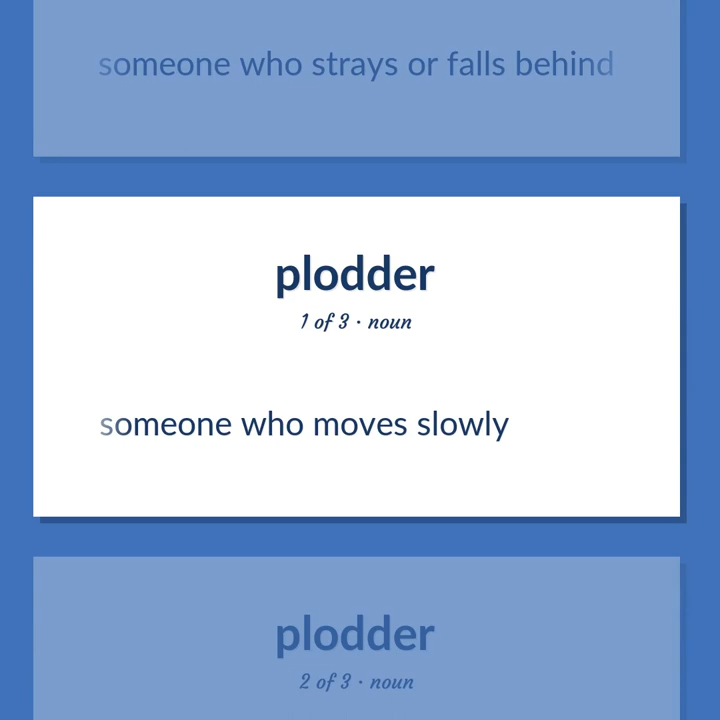 someone who strays or falls behind
plodder
1 of 3 · noun
someone who moves slowly
plodder
2 of 3 · noun